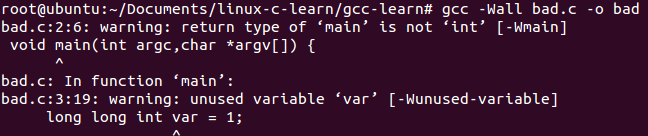 root@ubuntu:~/Documents/linux-c-learn/gcc-learn# gcc -Wall bad.c -o bad
bad.c:2:6: warning: return type of ‘main’ is not ‘int’ [-Wmain]
 void main(int argc,char *argv[]) {
      ^
bad.c: In function ‘main’:
bad.c:3:19: warning: unused variable ‘var’ [-Wunused-variable]
     long long int var = 1;
                   ^